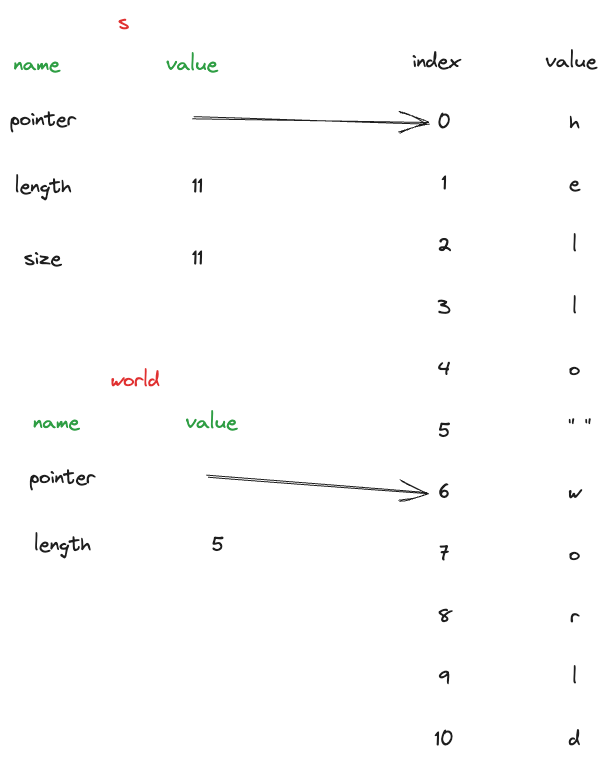 s
name value
pointer
length 11
size 11
world
name value
pointer
length 5
index value
0 h
1 e
2 l
3 l
4 o
5 " "
6 w
7 o
8 r
9 l
10 d